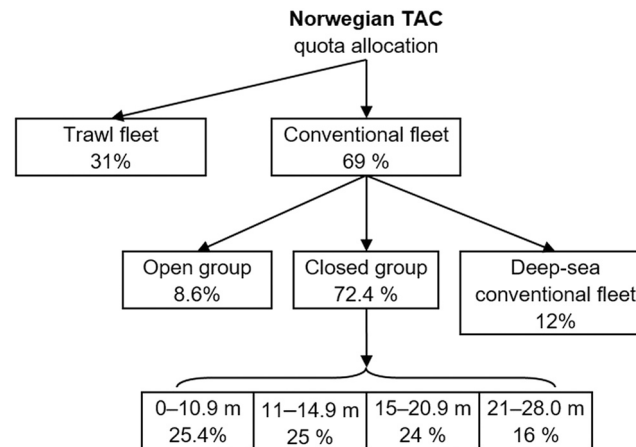 Norwegian TAC
quota allocation
Trawl fleet
31%
Conventional fleet
69 %
Open group
8.6%
Closed group
72.4 %
Deep-sea
conventional fleet
12%
0–10.9 m
25.4%
11–14.9 m
25 %
15–20.9 m
24 %
21–28.0 m
16 %